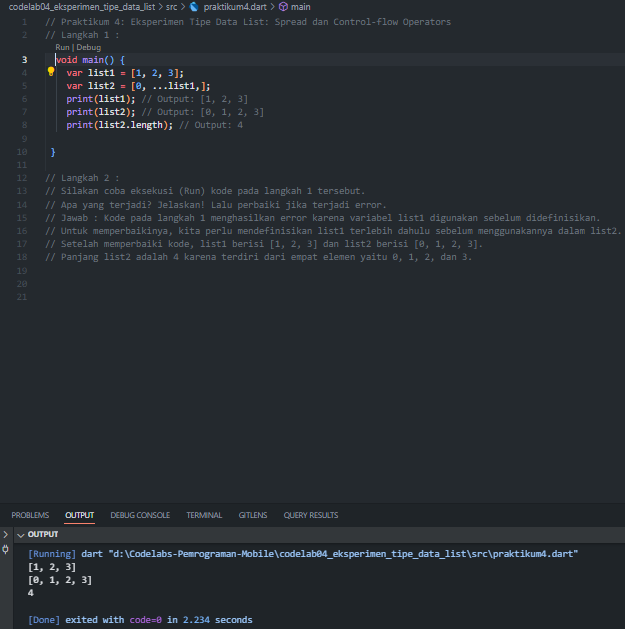 codelab04_eksperimen_tipe_data_list > src > praktikum4.dart > main
1 // Praktikum 4: Eksperimen Tipe Data List: Spread dan Control-flow Operators
2 // Langkah 1 :
Run | Debug
3 void main() {
4 var list1 = [1, 2, 3];
5 var list2 = [0, ...list1,];
6 print(list1); // Output: [1, 2, 3]
7 print(list2); // Output: [0, 1, 2, 3]
8 print(list2.length); // Output: 4
9
10 }
11
12 // Langkah 2 :
13 // Silakan coba eksekusi (Run) kode pada langkah 1 tersebut.
14 // Apa yang terjadi? Jelaskan! Lalu perbaiki jika terjadi error.
15 // Jawab : Kode pada langkah 1 menghasilkan error karena variabel list1 digunakan sebelum didefinisikan.
16 // Untuk memperbaikinya, kita perlu mendefinisikan list1 terlebih dahulu sebelum menggunakannya dalam list2.
17 // Setelah memperbaiki kode, list1 berisi [1, 2, 3] dan list2 berisi [0, 1, 2, 3].
18 // Panjang list2 adalah 4 karena terdiri dari empat elemen yaitu 0, 1, 2, dan 3.
19
20
21
PROBLEMS OUTPUT DEBUG CONSOLE TERMINAL GITLENS QUERY RESULTS
OUTPUT
[Running] dart "d:\Codelabs-Pemrograman-Mobile\codelab04_eksperimen_tipe_data_list\src\praktikum4.dart"
[1, 2, 3]
[0, 1, 2, 3]
4
[Done] exited with code=0 in 2.234 seconds